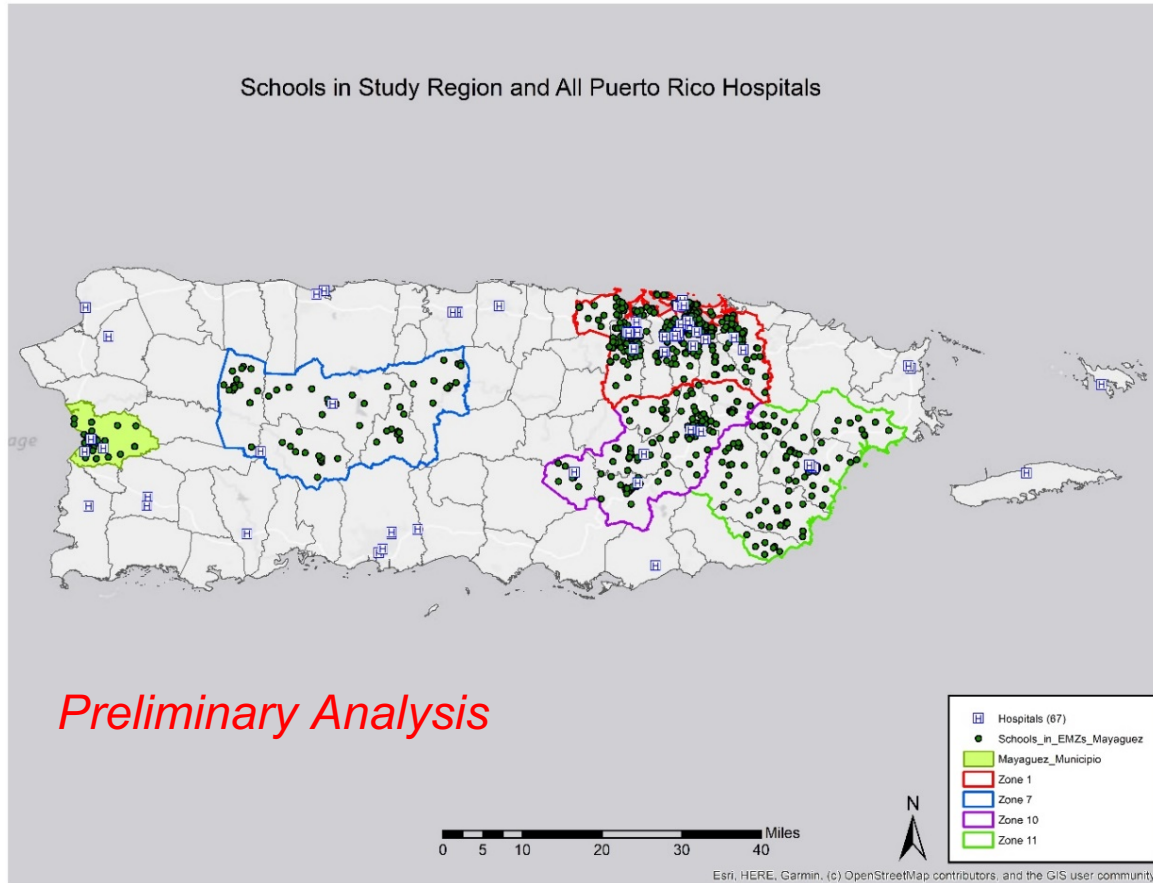 Schools in Study Region and All Puerto Rico Hospitals
age
Preliminary Analysis
H Hospitals (67)
Schools_in_EMZs_Mayaguez
Mayaguez_Municipio
Zone 1
Zone 7
Zone 10
Zone 11
N
Miles
0 5 10 20 30 40
Esri, HERE, Garmin, (c) OpenStreetMap contributors, and the GIS user community